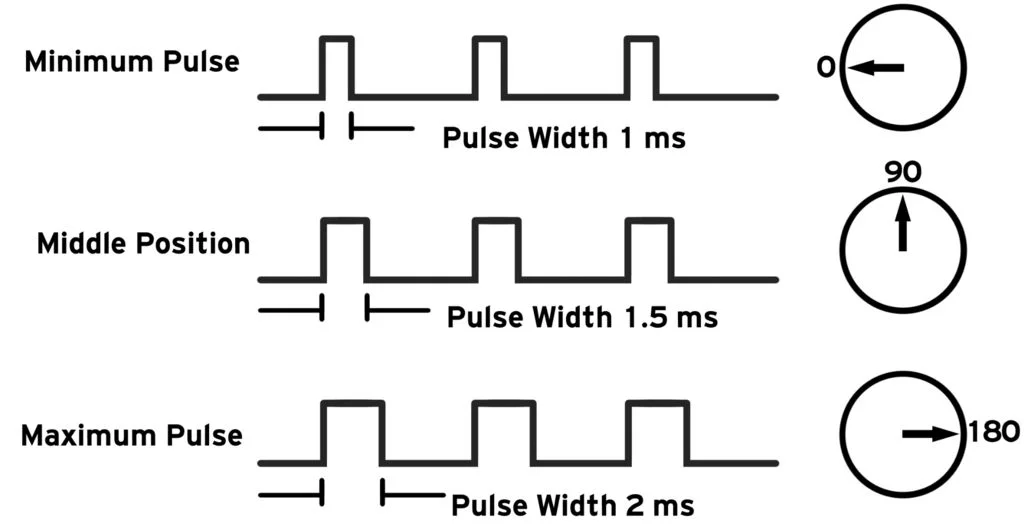 Minimum Pulse
0
Pulse Width 1 ms
90
Middle Position
Pulse Width 1.5 ms
Maximum Pulse
180
Pulse Width 2 ms